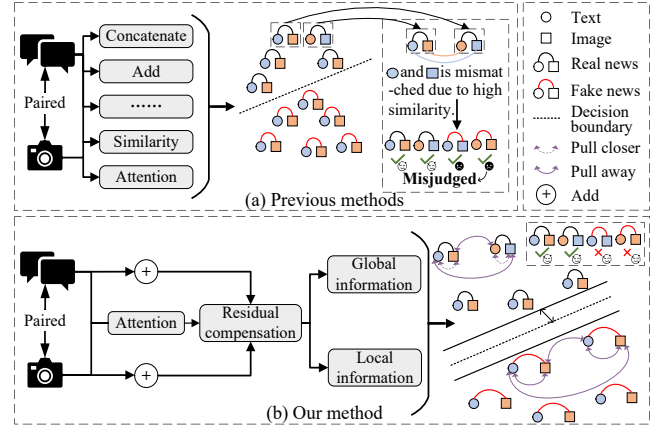 Concatenate
Add
......
Similarity
Attention
Paired
and is mismat
-ched due to high
similarity.
Misjudged
(a) Previous methods
Text
Image
Real news
Fake news
Decision
boundary
Pull closer
Pull away
Add
Paired
Attention
Residual
compensation
Global
information
Local
information
(b) Our method